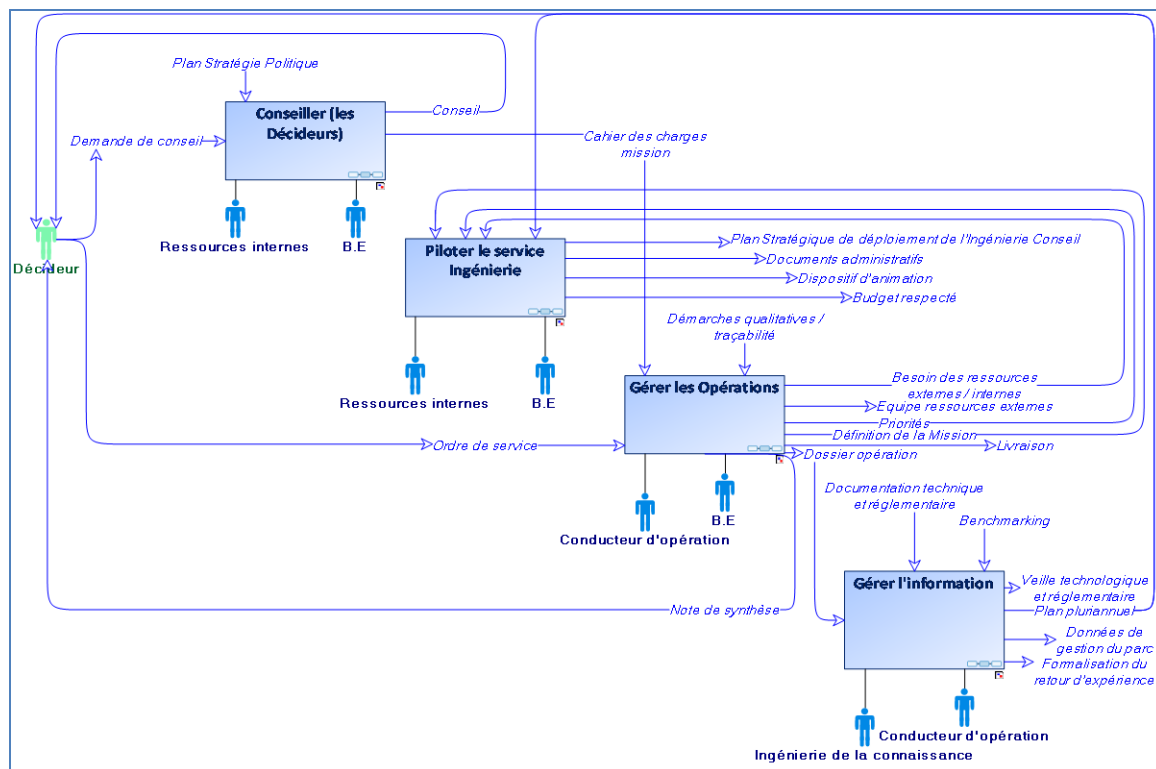 Plan Stratégie Politique
Conseiller (les
Décideurs)
Conseil
Demande de conseil
Cahier des charges
mission
Ressources internes
B.E
Décideur
Piloter le service
Ingénierie
Plan Stratégique de déploiement de l'Ingénierie Conseil
Documents administratifs
Dispositif d'animation
Budget respecté
Démarches qualitatives /
traçabilité
Ressources internes
B.E
Gérer les Opérations
Besoin des ressources
externes / internes
Equipe ressources externes
Priorités
Définition de la Mission
Ordre de service
Livraison
Dossier opération
Conducteur d'opération
B.E
Documentation technique
et réglementaire
Benchmarking
Gérer l'information
Veille technologique
et réglementaire
Plan pluriannuel
Note de synthèse
Données de
gestion du parc
Formalisation du
retour d'expérience
Conducteur d'opération
Ingénierie de la connaissance